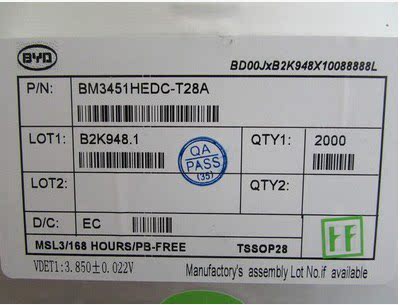 BYD
BD00JxB2K948X10088888L
P/N: BM3451HEDC-T28A
LOT1: B2K948.1 QTY1: 2000
QA
PASS
(35)
LOT2: QTY2:
D/C: EC
MSL3/168 HOURS/PB-FREE TSSOP28
VDET1:3.850±0.022V Manufactory's assembly Lot No.if available